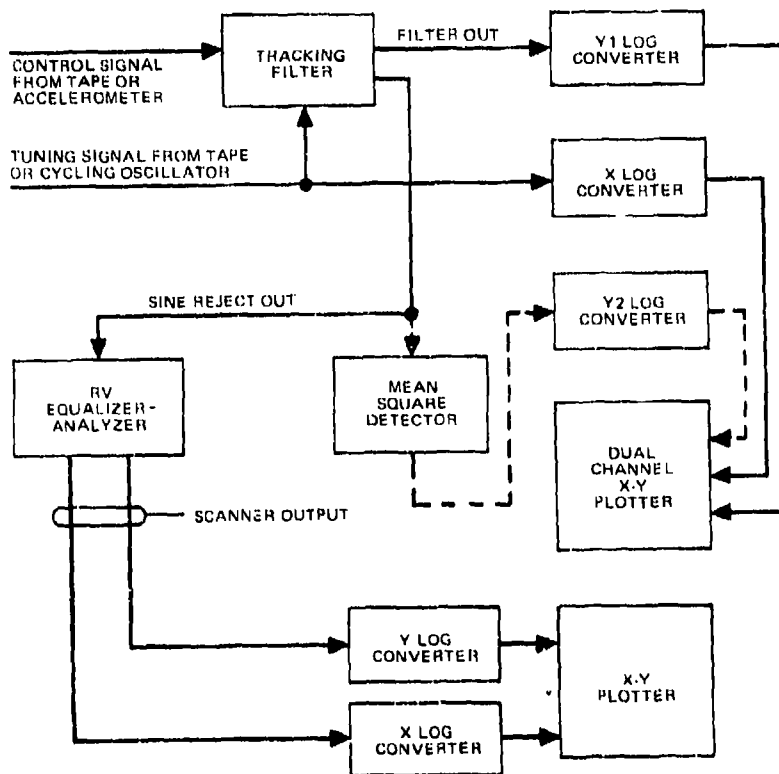 CONTROL SIGNAL
FROM TAPE OR
ACCELEROMETER
TRACKING
FILTER
FILTER OUT
Y1 LOG
CONVERTER
TUNING SIGNAL FROM TAPE
OR CYCLING OSCILLATOR
X LOG
CONVERTER
SINE REJECT OUT
Y2 LOG
CONVERTER
RV
EQUALIZER-
ANALYZER
MEAN
SQUARE
DETECTOR
DUAL
CHANNEL
X-Y
PLOTTER
SCANNER OUTPUT
Y LOG
CONVERTER
X-Y
PLOTTER
X LOG
CONVERTER